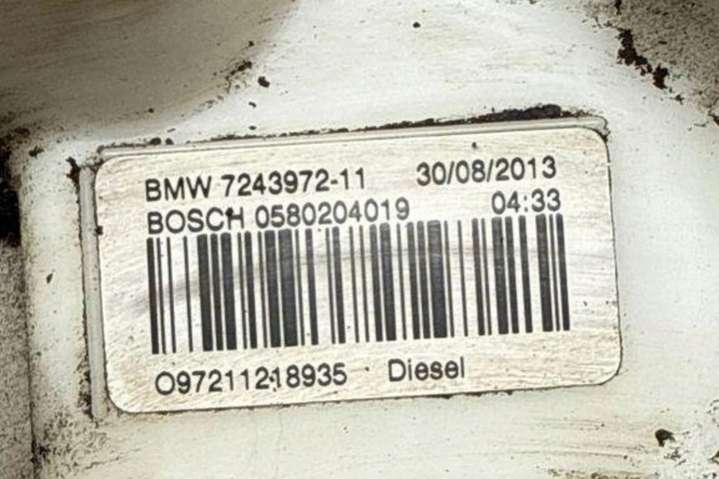 BMW 7243972-11 30/08/2013
BOSCH 0580204019 04:33
O97211218935 Diesel